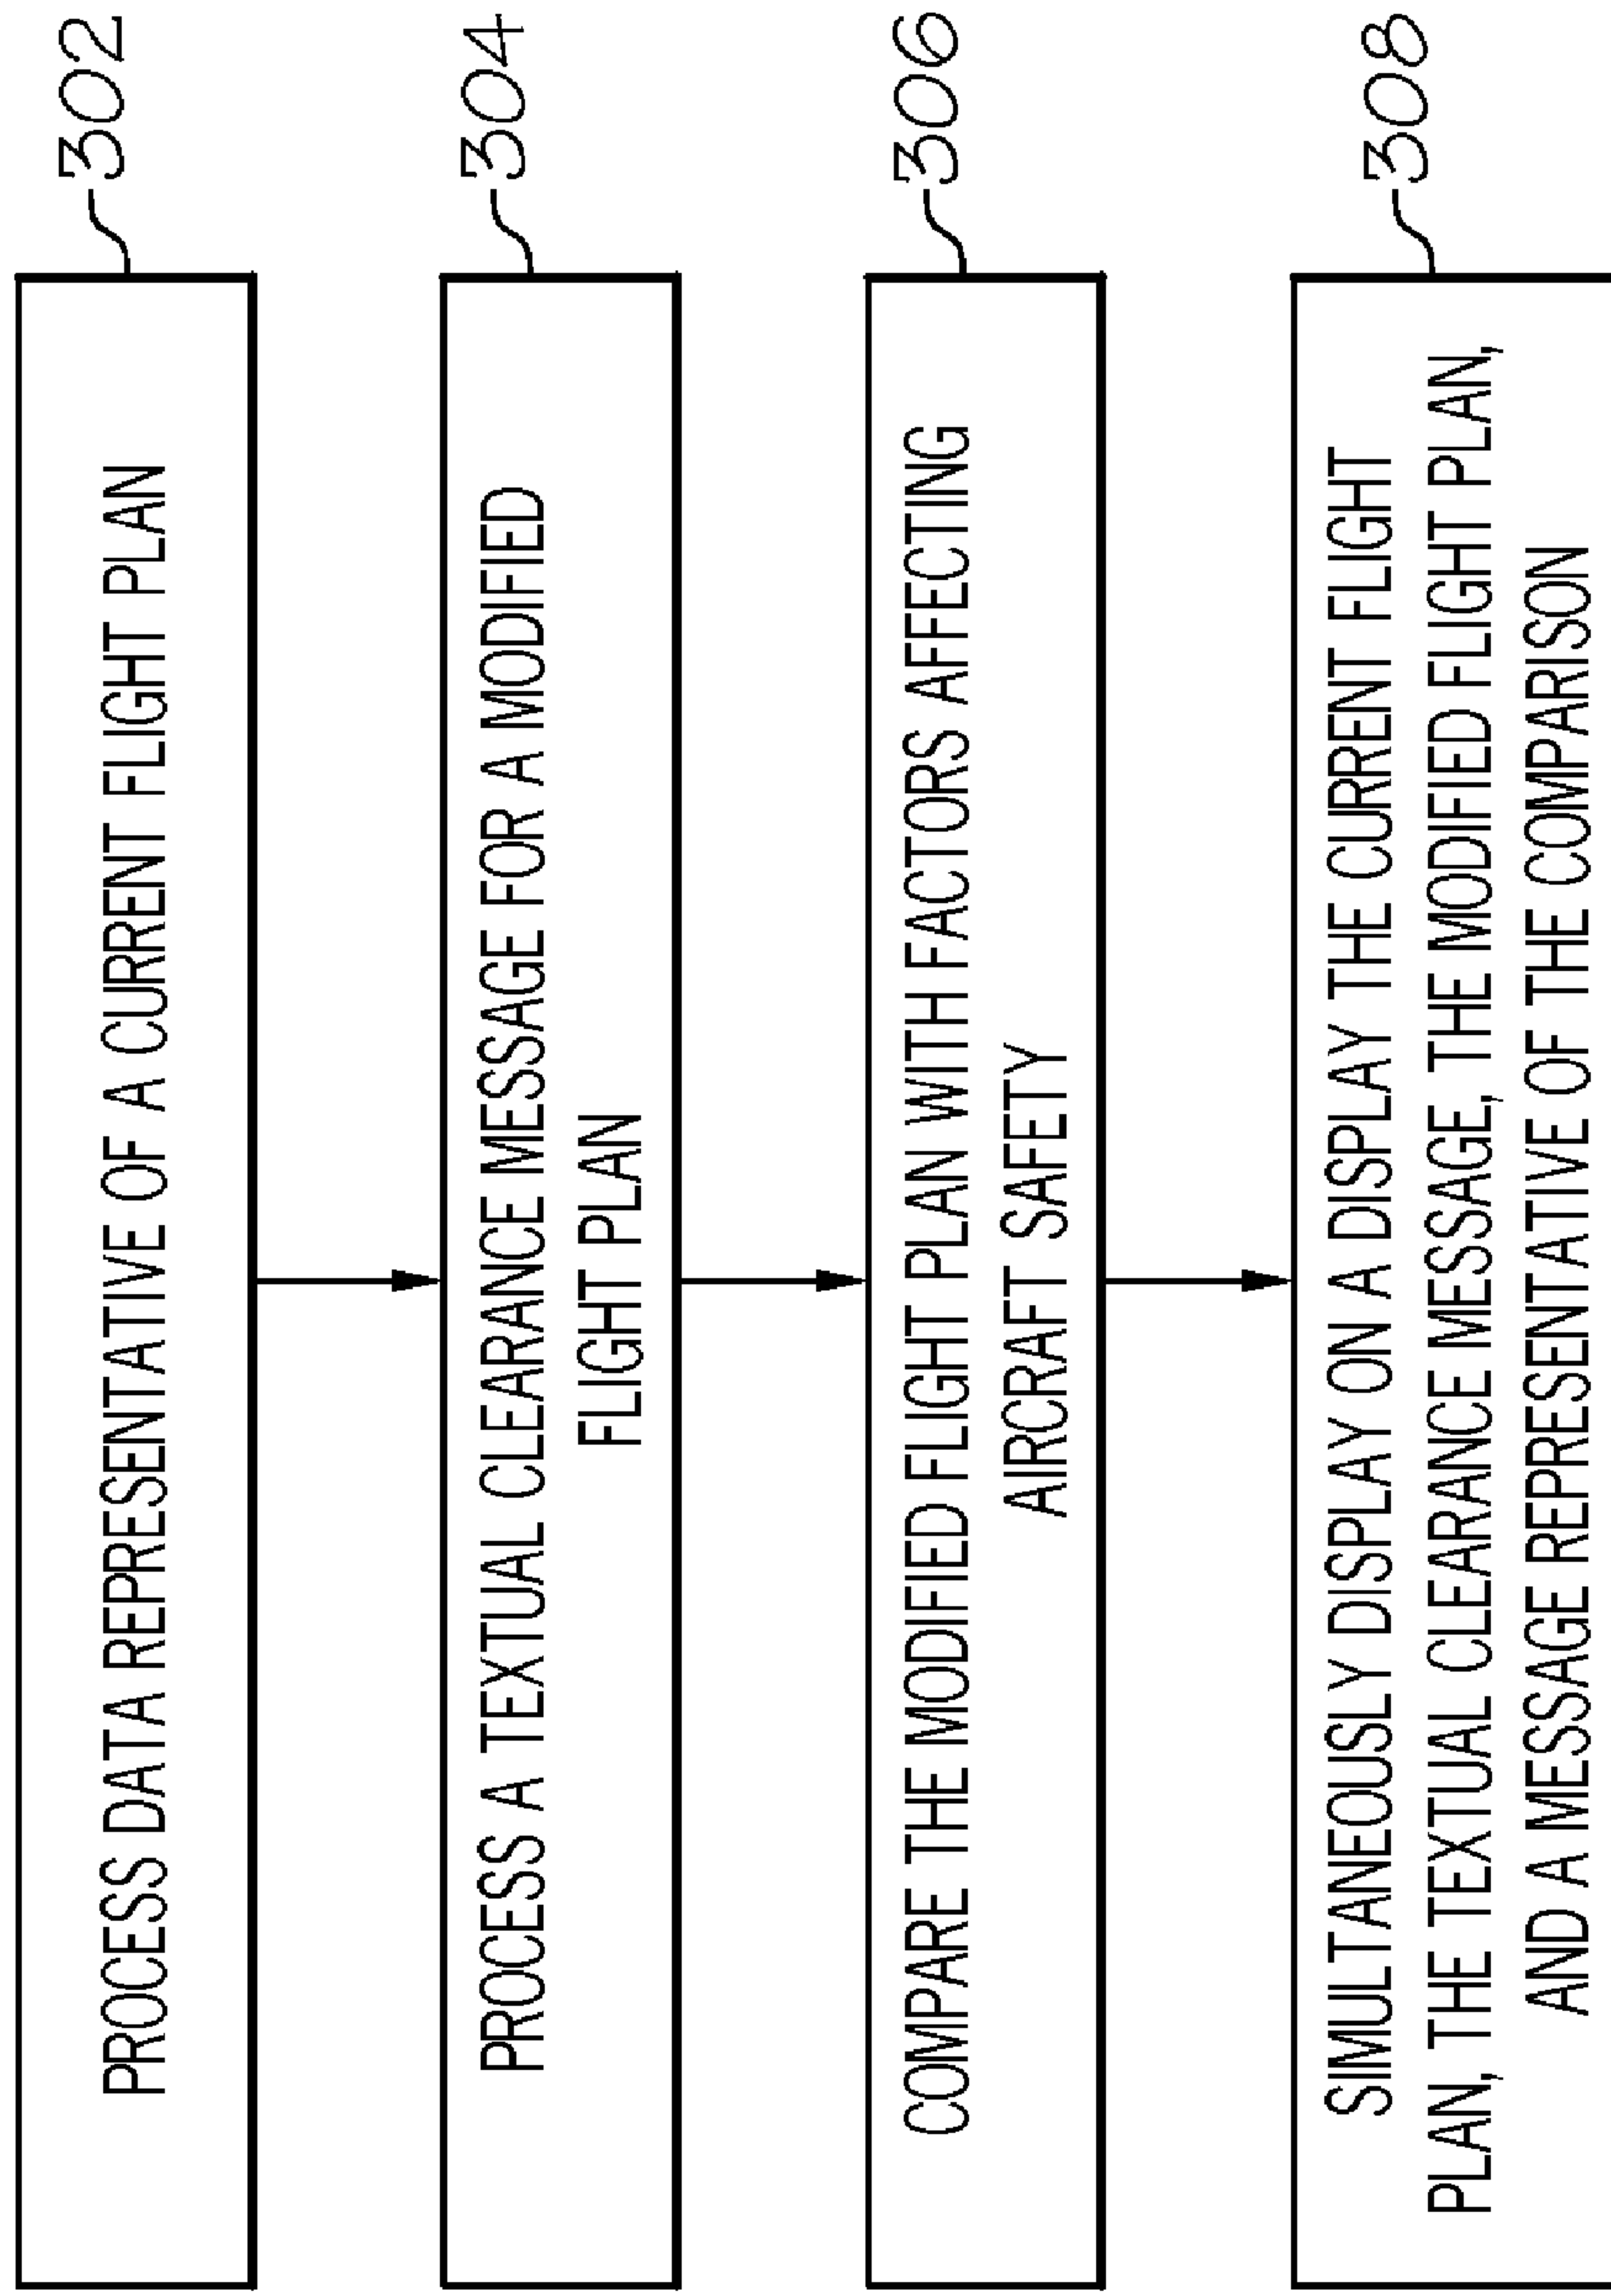 PROCESS DATA REPRESENTATIVE OF A CURRENT FLIGHT PLAN
302
PROCESS A TEXTUAL CLEARANCE MESSAGE FOR A MODIFIED
FLIGHT PLAN
304
COMPARE THE MODIFIED FLIGHT PLAN WITH FACTORS AFFECTING
AIRCRAFT SAFETY
306
SIMULTANEOUSLY DISPLAY ON A DISPLAY THE CURRENT FLIGHT
PLAN, THE TEXTUAL CLEARANCE MESSAGE, THE MODIFIED FLIGHT PLAN,
AND A MESSAGE REPRESENTATIVE OF THE COMPARISON
308